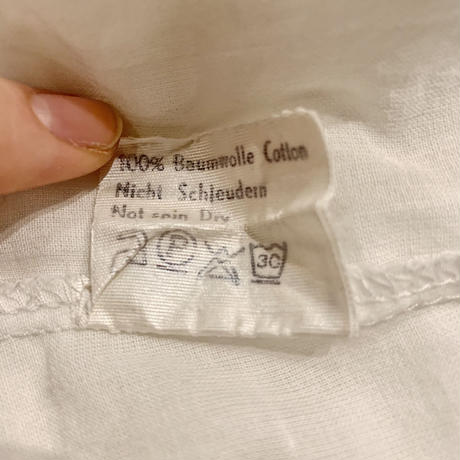 100% Baumwolle Cotton
Nicht Schleudern
Not spin Dry
P
30